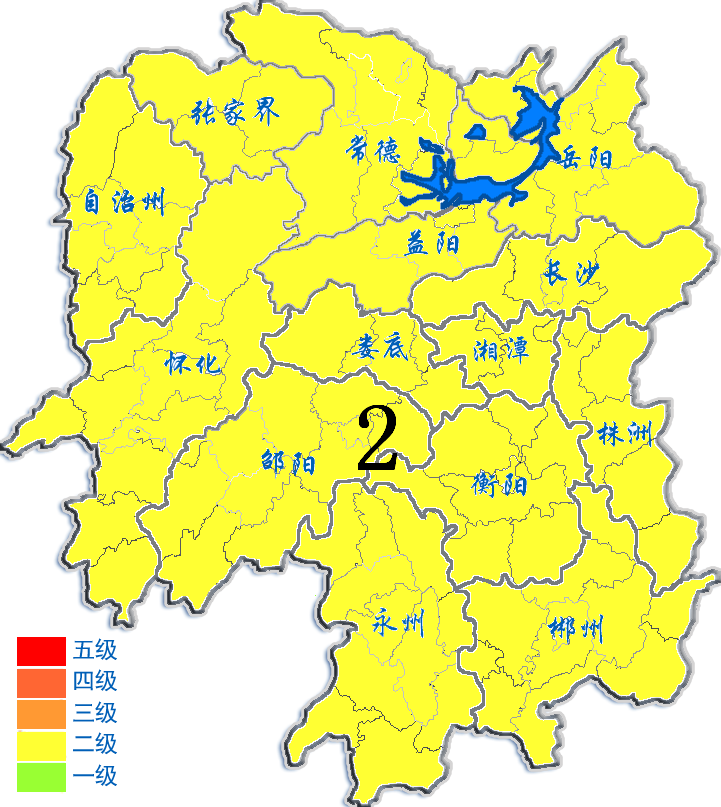 张家界
常德
岳阳
自治州
益阳
长沙
怀化
娄底
湘潭
2
株洲
邵阳
衡阳
永州
郴州
五级
四级
三级
二级
一级